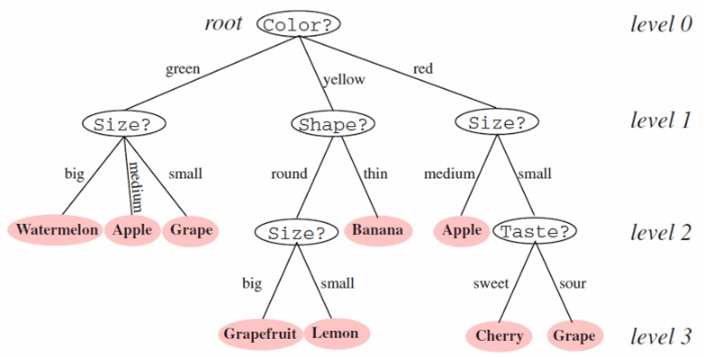 root Color? level 0
green yellow red
Size? Shape? Size? level 1
big medium small round thin medium small
Watermelon Apple Grape Size? Banana Apple Taste? level 2
big small sweet sour
Grapefruit Lemon Cherry Grape level 3